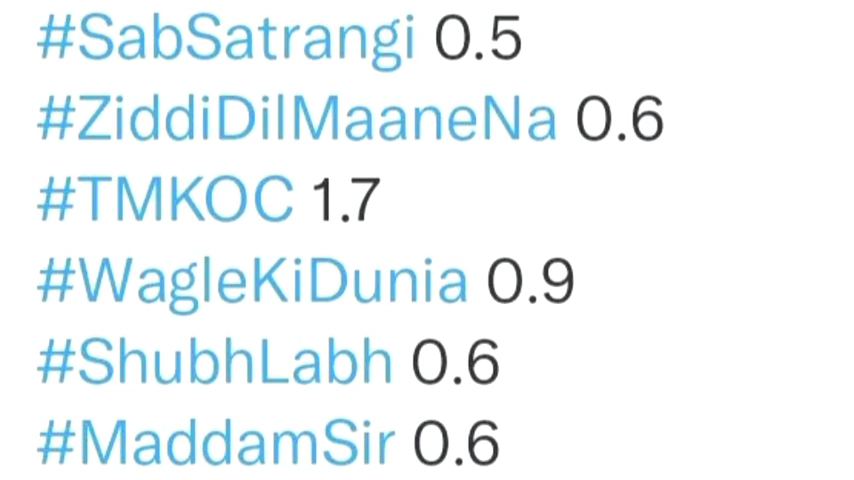 #SabSatrangi 0.5
#ZiddiDilMaaneNa 0.6
#TMKOC 1.7
#WagleKiDunia 0.9
#ShubhLabh 0.6
#MaddamSir 0.6